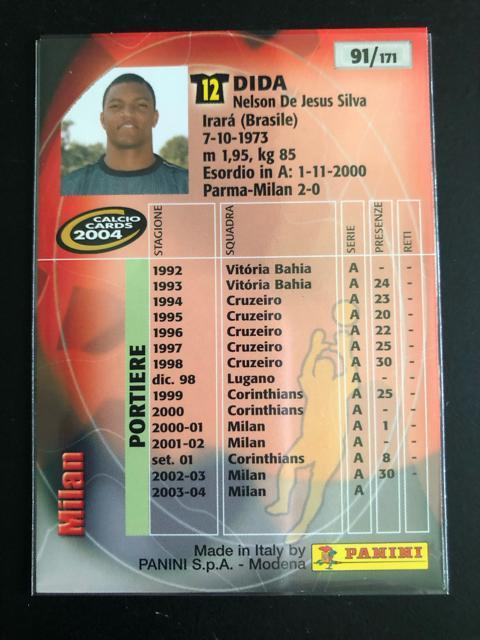 91/171
12 DIDA
Nelson De Jesus Silva
Irará (Brasile)
7-10-1973
m 1,95, kg 85
Esordio in A: 1-11-2000
Parma-Milan 2-0
CALCIO
CARDS
2004
STAGIONE SQUADRA SERIE PRESENZE RETI
1992 Vitória Bahia A - -
1993 Vitória Bahia A 24 -
1994 Cruzeiro A 23 -
1995 Cruzeiro A 20 -
1996 Cruzeiro A 22 -
1997 Cruzeiro A 25 -
1998 Cruzeiro A 30 -
dic. 98 Lugano A - -
1999 Corinthians A 25 -
2000 Corinthians A - -
2000-01 Milan A 1 -
2001-02 Milan A - -
set. 01 Corinthians A 8 -
2002-03 Milan A 30 -
2003-04 Milan A
PORTIERE
Milan
Made in Italy by
PANINI S.p.A. - Modena
PANINI